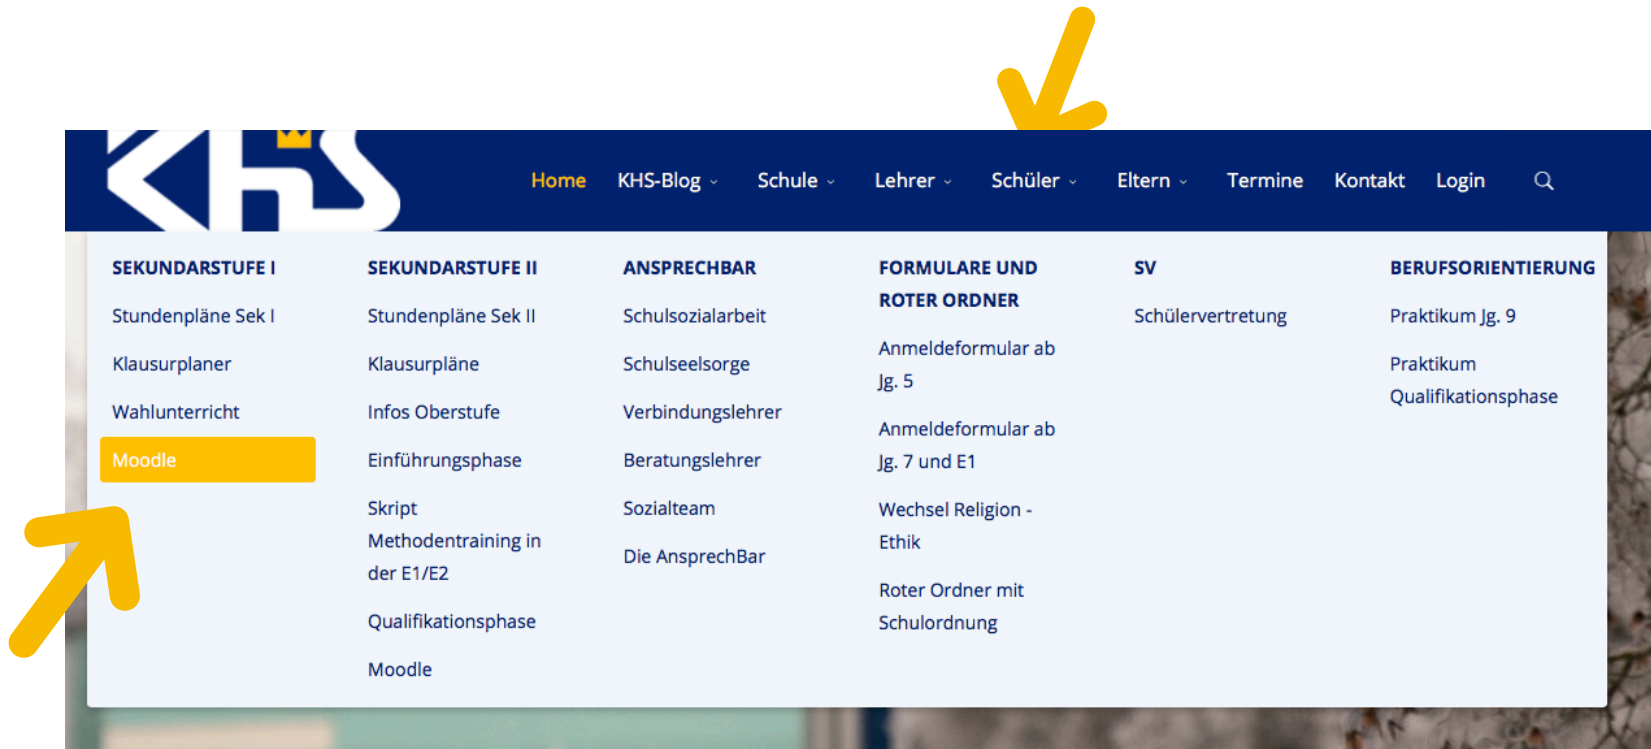 KHS
Home KHS-Blog Schule Lehrer Schüler Eltern Termine Kontakt Login
SEKUNDARSTUFE I
Stundenpläne Sek I
Klausurplaner
Wahlunterricht
Moodle
SEKUNDARSTUFE II
Stundenpläne Sek II
Klausurpläne
Infos Oberstufe
Einführungsphase
Skript
Methodentraining in
der E1/E2
Qualifikationsphase
Moodle
ANSPRECHBAR
Schulsozialarbeit
Schulseelsorge
Verbindungslehrer
Beratungslehrer
Sozialteam
Die AnsprechBar
FORMULARE UND
ROTER ORDNER
Anmeldeformular ab
Jg. 5
Anmeldeformular ab
Jg. 7 und E1
Wechsel Religion -
Ethik
Roter Ordner mit
Schulordnung
SV
Schülervertretung
BERUFSORIENTIERUNG
Praktikum Jg. 9
Praktikum
Qualifikationsphase